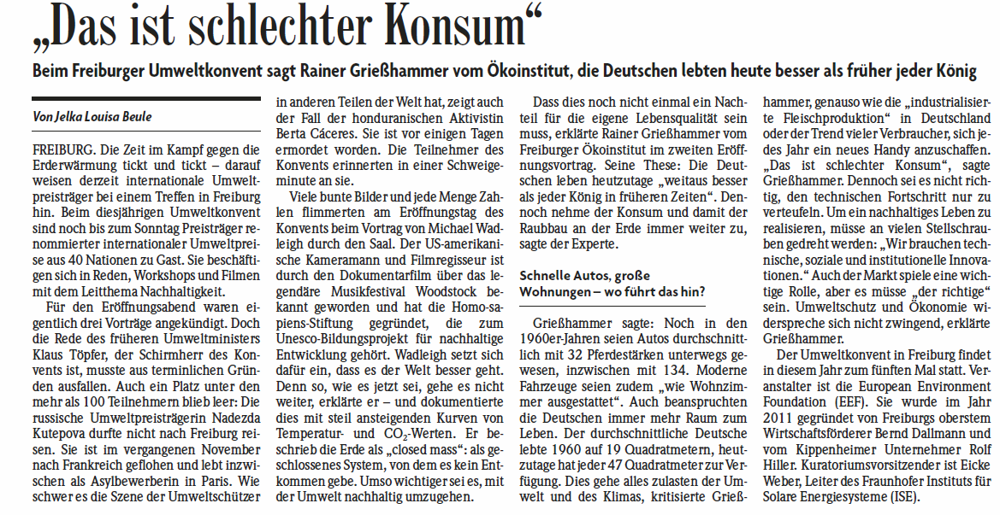 „Das ist schlechter Konsum“
Beim Freiburger Umweltkonvent sagt Rainer Grießhammer vom Ökoinstitut, die Deutschen lebten heute besser als früher jeder König
Von Jelka Louisa Beule
FREIBURG. Die Zeit im Kampf gegen die
Erderwärmung tickt und tickt – darauf
weisen derzeit internationale Umwelt-
preisträger bei einem Treffen in Freiburg
hin. Beim diesjährigen Umweltkonvent
sind noch bis zum Sonntag Preisträger re-
nommierter internationaler Umweltprei-
se aus 40 Nationen zu Gast. Sie beschäfti-
gen sich in Reden, Workshops und Filmen
mit dem Leitthema Nachhaltigkeit.
Für den Eröffnungsabend waren ei-
gentlich drei Vorträge angekündigt. Doch
die Rede des früheren Umweltministers
Klaus Töpfer, der Schirmherr des Kon-
vents ist, musste aus terminlichen Grün-
den ausfallen. Auch ein Platz unter den
mehr als 100 Teilnehmern blieb leer: Die
russische Umweltpreisträgerin Nadezda
Kutepova durfte nicht nach Freiburg rei-
sen. Sie ist im vergangenen November
nach Frankreich geflohen und lebt inzwi-
schen als Asylbewerberin in Paris. Wie
schwer es die Szene der Umweltschützer
in anderen Teilen der Welt hat, zeigt auch
der Fall der honduranischen Aktivistin
Berta Cáceres. Sie ist vor einigen Tagen
ermordet worden. Die Teilnehmer des
Konvents erinnerten in einer Schweige-
minute an sie.
Viele bunte Bilder und jede Menge Zah-
len flimmerten am Eröffnungstag des
Konvents beim Vortrag von Michael Wad-
leigh durch den Saal. Der US-amerikani-
sche Kameramann und Filmregisseur ist
durch den Dokumentarfilm über das le-
gendäre Musikfestival Woodstock be-
kannt geworden und hat die Homo-sa-
piens-Stiftung gegründet, die zum
Unesco-Bildungsprojekt für nachhaltige
Entwicklung gehört. Wadleigh setzt sich
dafür ein, dass es der Welt besser geht.
Denn so, wie es jetzt sei, gehe es nicht
weiter, erklärte er – und dokumentierte
dies mit steil ansteigenden Kurven von
Temperatur- und CO₂-Werten. Er be-
schrieb die Erde als „closed mass“: als ge-
schlossenes System, von dem es kein Ent-
kommen gebe. Umso wichtiger sei es, mit
der Umwelt nachhaltig umzugehen.
Dass dies noch nicht einmal ein Nach-
teil für die eigene Lebensqualität sein
muss, erklärte Rainer Grießhammer vom
Freiburger Ökoinstitut im zweiten Eröff-
nungsvortrag. Seine These: Die Deut-
schen leben heutzutage „weitaus besser
als jeder König in früheren Zeiten“. Den-
noch nehme der Konsum und damit der
Raubbau an der Erde immer weiter zu,
sagte der Experte.
Schnelle Autos, große
Wohnungen – wo führt das hin?
Grießhammer sagte: Noch in den
1960er-Jahren seien Autos durchschnitt-
lich mit 32 Pferdestärken unterwegs ge-
wesen, inzwischen mit 134. Moderne
Fahrzeuge seien zudem „wie Wohnzim-
mer ausgestattet“. Auch beanspruchten
die Deutschen immer mehr Raum zum
Leben. Der durchschnittliche Deutsche
lebte 1960 auf 19 Quadratmetern, heut-
zutage hat jeder 47 Quadratmeter zur Ver-
fügung. Dies gehe alles zulasten der Um-
welt und des Klimas, kritisierte Grieß-
hammer, genauso wie die „industrialisier-
te Fleischproduktion“ in Deutschland
oder der Trend vieler Verbraucher, sich je-
des Jahr ein neues Handy anzuschaffen.
„Das ist schlechter Konsum“, sagte
Grießhammer. Dennoch sei es nicht rich-
tig, den technischen Fortschritt nur zu
verteufeln. Um ein nachhaltiges Leben zu
realisieren, müsse an vielen Stellschrau-
ben gedreht werden: „Wir brauchen tech-
nische, soziale und institutionelle Innova-
tionen.“ Auch der Markt spiele eine wich-
tige Rolle, aber es müsse „der richtige“
sein. Umweltschutz und Ökonomie wi-
derspreche sich nicht zwingend, erklärte
Grießhammer.
Der Umweltkonvent in Freiburg findet
in diesem Jahr zum fünften Mal statt. Ver-
anstalter ist die European Environment
Foundation (EEF). Sie wurde im Jahr
2011 gegründet von Freiburgs oberstem
Wirtschaftsförderer Bernd Dallmann und
vom Kippenheimer Unternehmer Rolf
Hiller. Kuratoriumsvorsitzender ist Eicke
Weber, Leiter des Fraunhofer Instituts für
Solare Energiesysteme (ISE).